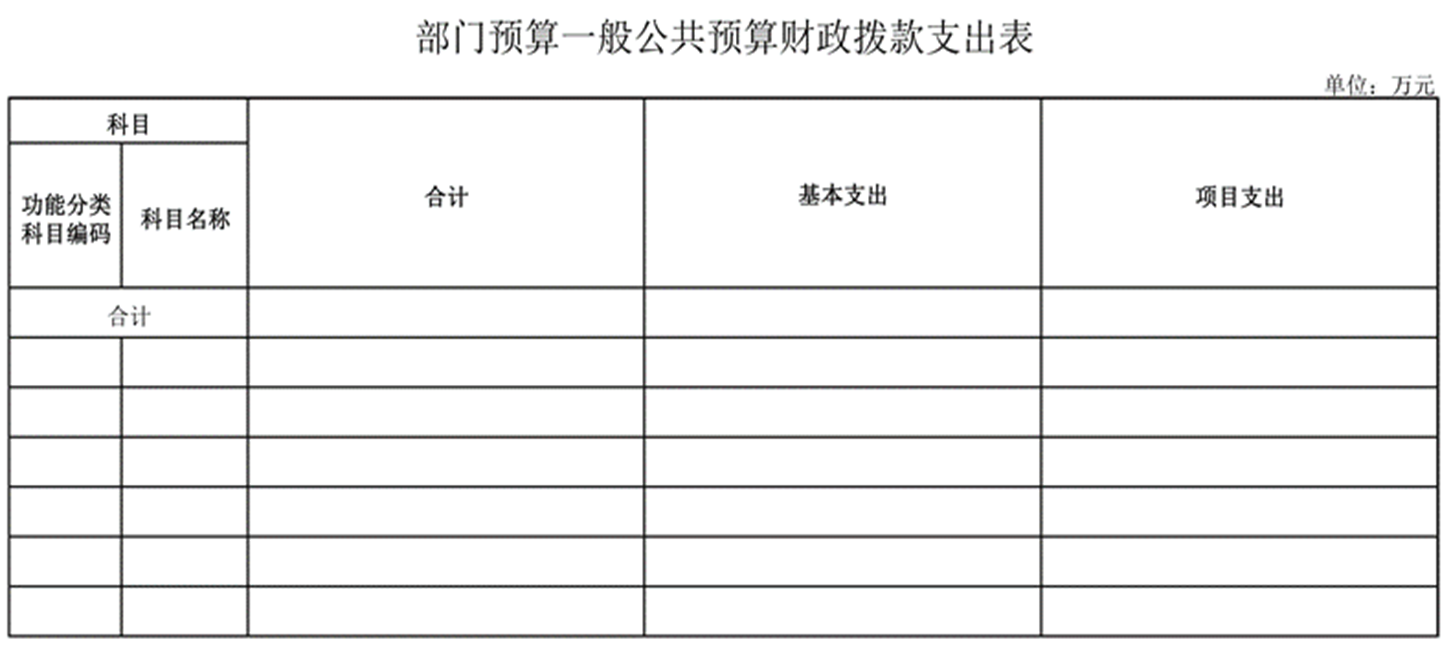 部门预算一般公共预算财政拨款支出表
单位：万元
科目
合计
基本支出
项目支出
功能分类
科目编码
科目名称
合计